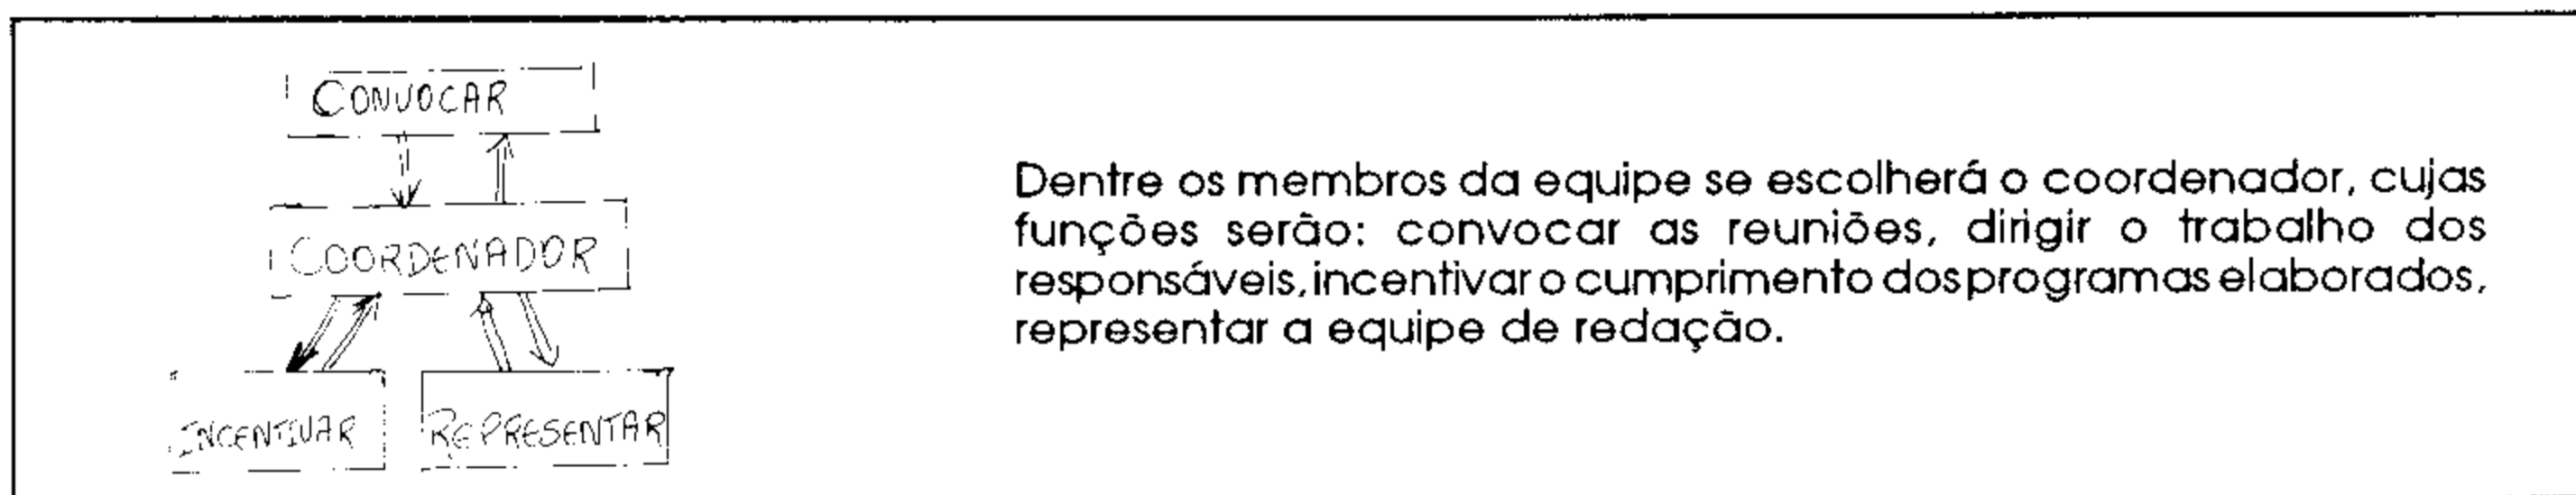 CONVOCAR
COORDENADOR
INCENTIVAR
REPRESENTAR
Dentre os membros da equipe se escolherá o coordenador, cujas
funções serão: convocar as reuniões, dirigir o trabalho dos
responsáveis, incentivar o cumprimento dos programas elaborados,
representar a equipe de redação.